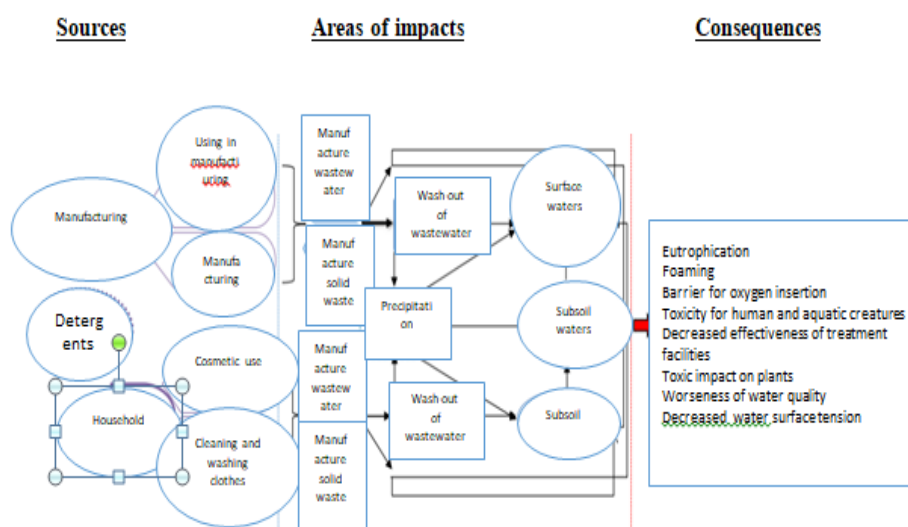 Sources
Areas of impacts
Consequences
Using in
manufacti
uring
Manufacturing
Manufa
cturing
Deterg
ents
Household
Cosmetic use
Cleaning and
washing
clothes
Manuf
acture
wastew
ater
Manuf
acture
solid
waste
Manuf
acture
wastew
ater
Manuf
acture
solid
waste
Wash out
of
wastewater
Precipitati
on
Wash out
of
wastewater
Surface
waters
Subsoil
waters
Subsoil
Eutrophication
Foaming
Barrier for oxygen insertion
Toxicity for human and aquatic creatures
Decreased effectiveness of treatment
facilities
Toxic impact on plants
Worseness of water quality
Decreased water surface tension